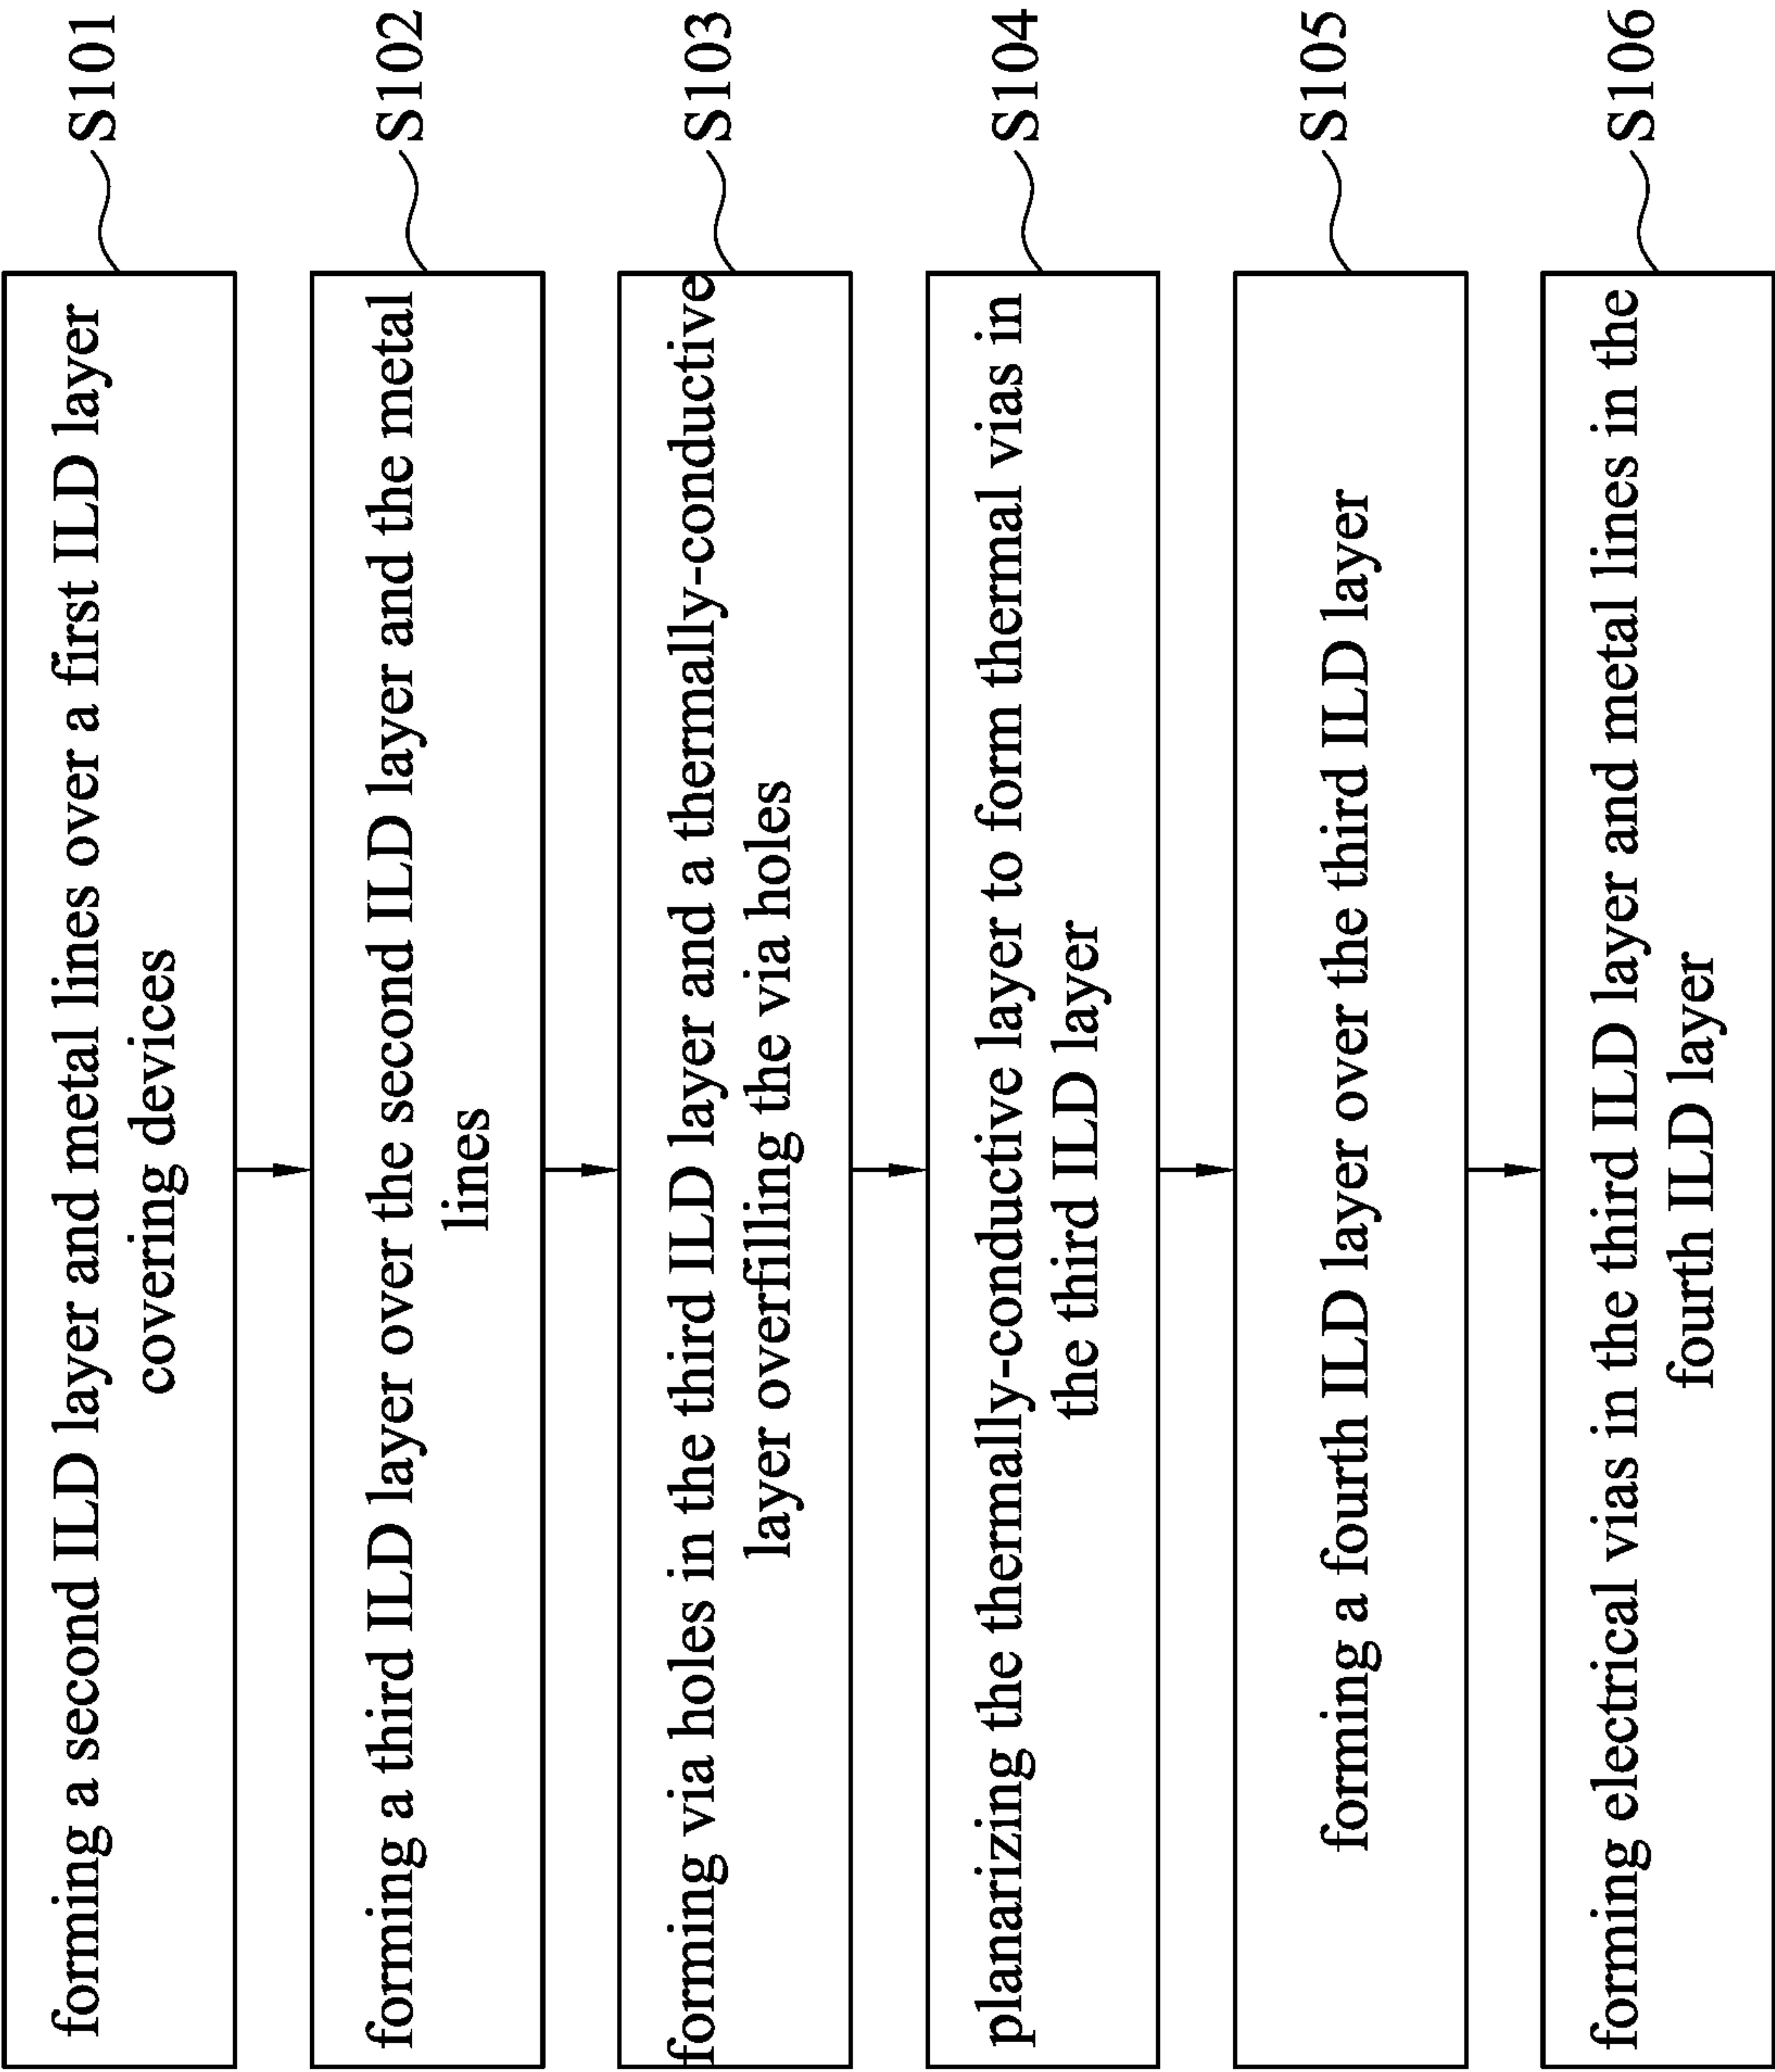 forming a second ILD layer and metal lines over a first ILD layer
covering devices
S101
forming a third ILD layer over the second ILD layer and the metal
lines
S102
forming via holes in the third ILD layer and a thermally-conductive
layer overfilling the via holes
S103
planarizing the thermally-conductive layer to form thermal vias in
the third ILD layer
S104
forming a fourth ILD layer over the third ILD layer
S105
forming electrical vias in the third ILD layer and metal lines in the
fourth ILD layer
S106